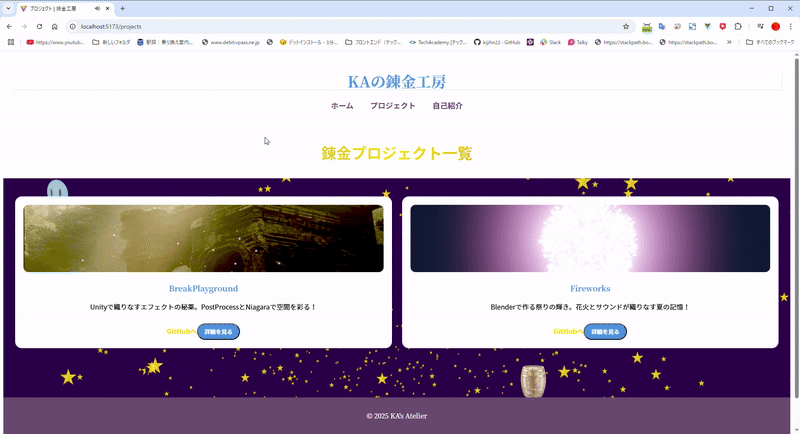 プロジェクト | 錬金工房
localhost:5173/projects
https://www.youtub...
新しいフォルダ
www.debit.vpass.ne.jp
ドットインストール - 3分...
フロントエンド（テック...
TechAcademy [テック...
kijihn22 · GitHub
Slack
Talky
https://stackpath.bo...
https://stackpath.bo...
すべてのブックマーク
KAの錬金工房
ホーム プロジェクト 自己紹介
錬金プロジェクト一覧
BreakPlayground
Unityで織りなすエフェクトの秘薬。PostProcessとNiagaraで空間を彩る！
GitHubへ 詳細を見る
Fireworks
Blenderで作る祭りの輝き。花火とサウンドが織りなす夏の記憶！
GitHubへ 詳細を見る
© 2025 KA's Atelier